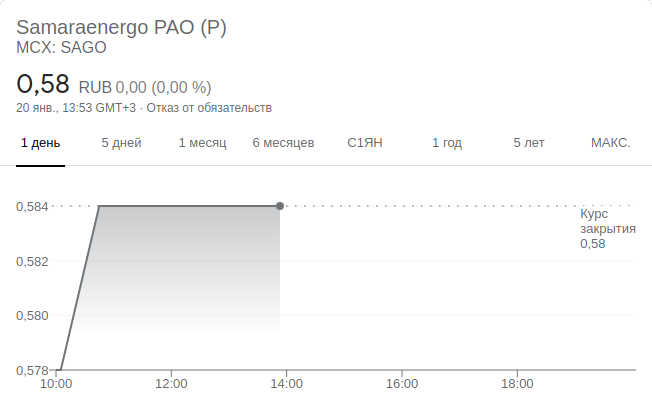 Samaraenergo PAO (P)
MCX: SAGO
0,58 RUB 0,00 (0,00 %)
20 янв., 13:53 GMT+3 · Отказ от обязательств
1 день 5 дней 1 месяц 6 месяцев С1ЯН 1 год 5 лет МАКС.
0,584
Курс
закрытия
0,58
0,582
0,580
0,578
10:00 12:00 14:00 16:00 18:00